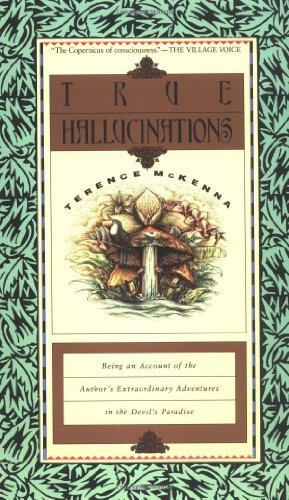 "The Copernicus of consciousness."—THE VILLAGE VOICE
TRUE
HALLUCINATIONS
TERENCE MCKENNA
Being an Account of the
Author's Extraordinary Adventures
in the Devil's Paradise